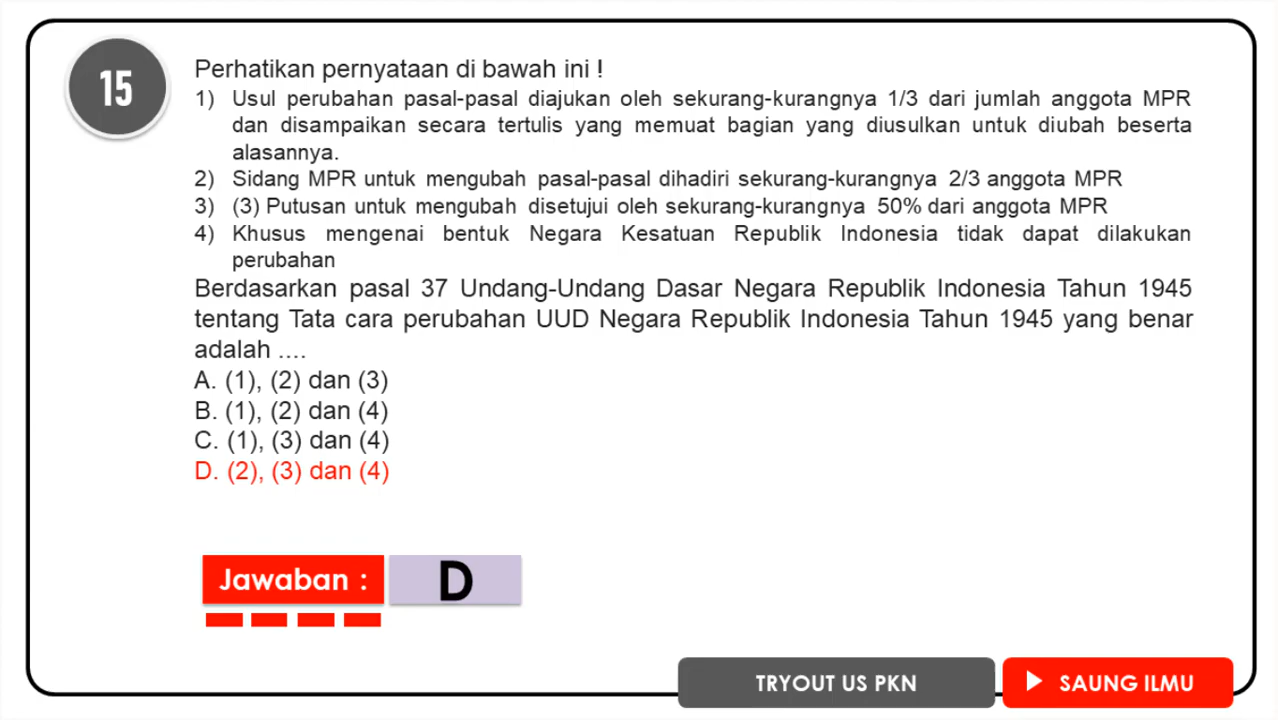 15
Perhatikan pernyataan di bawah ini !
1) Usul perubahan pasal-pasal diajukan oleh sekurang-kurangnya 1/3 dari jumlah anggota MPR
dan disampaikan secara tertulis yang memuat bagian yang diusulkan untuk diubah beserta
alasannya.
2) Sidang MPR untuk mengubah pasal-pasal dihadiri sekurang-kurangnya 2/3 anggota MPR
3) (3) Putusan untuk mengubah disetujui oleh sekurang-kurangnya 50% dari anggota MPR
4) Khusus mengenai bentuk Negara Kesatuan Republik Indonesia tidak dapat dilakukan
perubahan
Berdasarkan pasal 37 Undang-Undang Dasar Negara Republik Indonesia Tahun 1945
tentang Tata cara perubahan UUD Negara Republik Indonesia Tahun 1945 yang benar
adalah ....
A. (1), (2) dan (3)
B. (1), (2) dan (4)
C. (1), (3) dan (4)
D. (2), (3) dan (4)
Jawaban : D
TRYOUT US PKN
SAUNG ILMU